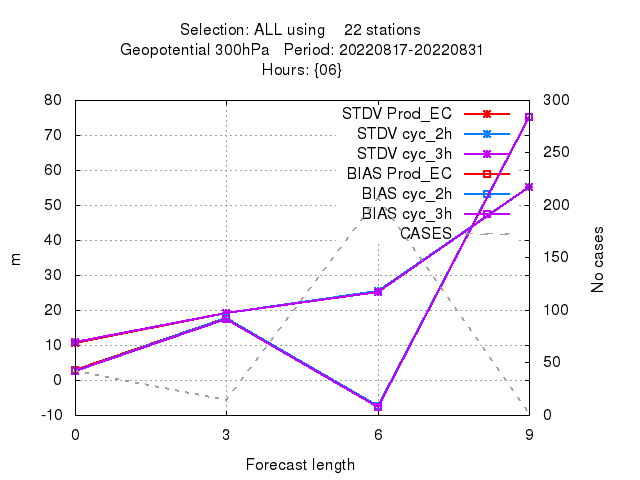 Selection: ALL using    22 stations
Geopotential 300hPa   Period: 20220817-20220831
Hours: {06}
80
70
60
50
40
30
20
10
0
-10
m
STDV Prod_EC
STDV cyc_2h
STDV cyc_3h
BIAS Prod_EC
BIAS cyc_2h
BIAS cyc_3h
CASES
300
250
200
150
100
50
0
No cases
0 3 6 9
Forecast length